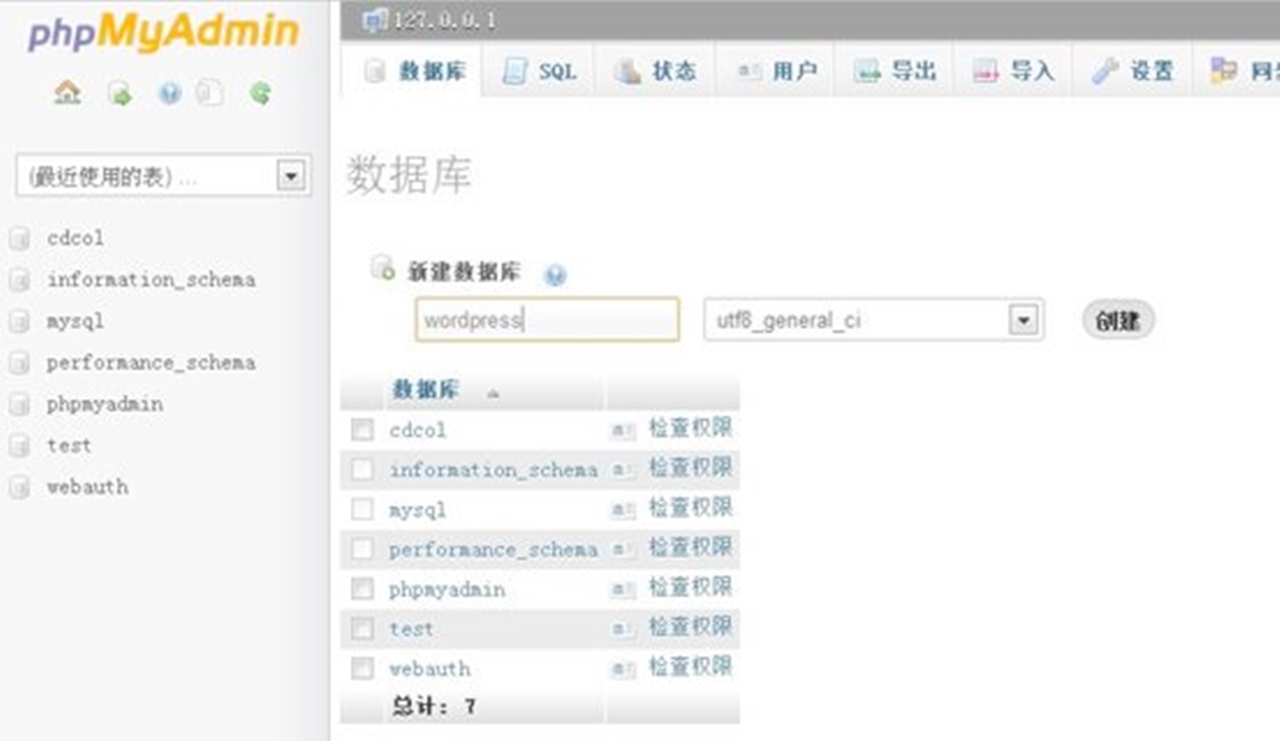 phpMyAdmin
(最近使用的表) ...
cdcol
information_schema
mysql
performance_schema
phpmyadmin
test
webauth
127.0.0.1
数据库 SQL 状态 用户 导出 导入 设置
数据库
新建数据库
wordpress utf8_general_ci 创建
数据库
cdcol 检查权限
information_schema 检查权限
mysql 检查权限
performance_schema 检查权限
phpmyadmin 检查权限
test 检查权限
webauth 检查权限
总计: 7